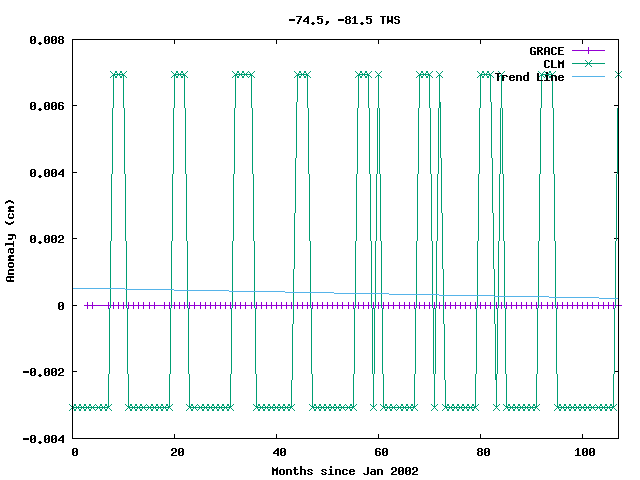 -74.5, -81.5 TWS
GRACE
CLM
Trend Line
Anomaly (cm)
0.008
0.006
0.004
0.002
0
-0.002
-0.004
0 20 40 60 80 100
Months since Jan 2002